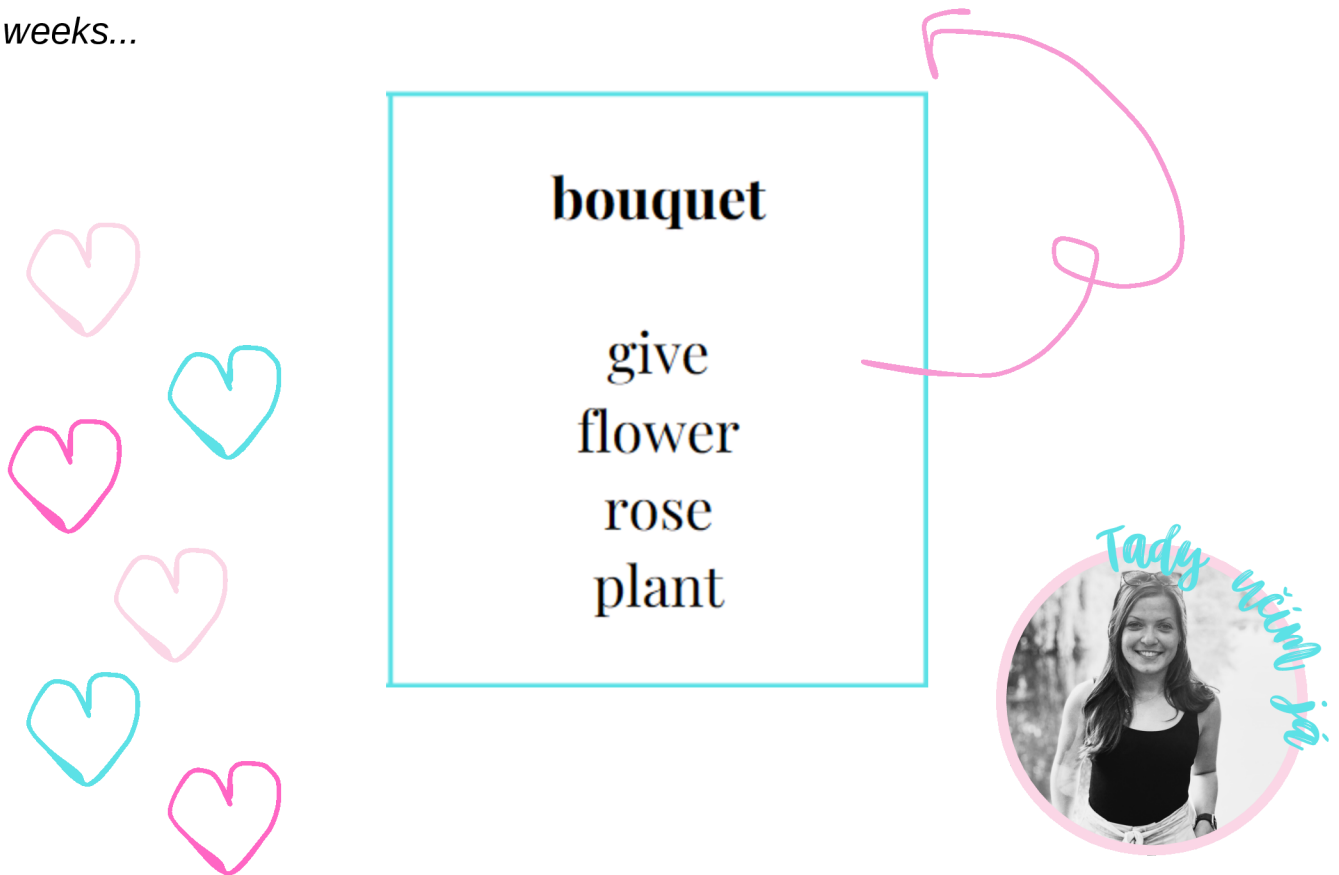 weeks...
bouquet
give
flower
rose
plant
Tady učím já